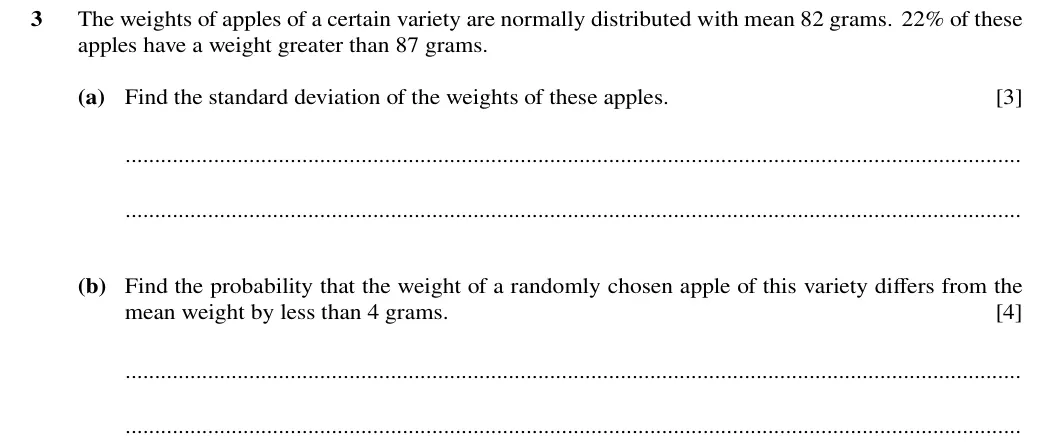 3 The weights of apples of a certain variety are normally distributed with mean 82 grams. 22% of these
apples have a weight greater than 87 grams.
(a) Find the standard deviation of the weights of these apples. [3]
(b) Find the probability that the weight of a randomly chosen apple of this variety differs from the
mean weight by less than 4 grams. [4]